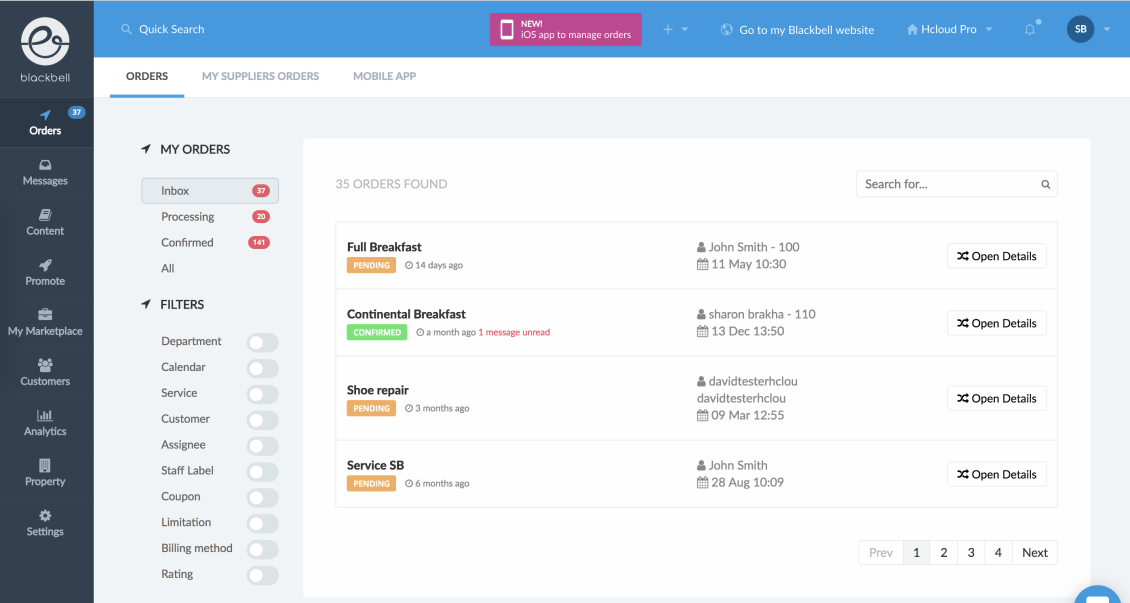 blackbell
Quick Search
NEW!
iOS app to manage orders
Go to my Blackbell website
Hcloud Pro
SB
37
Orders
Messages
Content
Promote
My Marketplace
Customers
Analytics
Property
Settings
ORDERS
MY SUPPLIERS ORDERS
MOBILE APP
MY ORDERS
Inbox 37
Processing 20
Confirmed 141
All
FILTERS
Department
Calendar
Service
Customer
Assignee
Staff Label
Coupon
Limitation
Billing method
Rating
35 ORDERS FOUND
Search for...
Full Breakfast
PENDING 14 days ago
John Smith - 100
11 May 10:30
Open Details
Continental Breakfast
CONFIRMED a month ago 1 message unread
sharon brakha - 110
13 Dec 13:50
Open Details
Shoe repair
PENDING 3 months ago
davidtesterhclou
davidtesterhclou
09 Mar 12:55
Open Details
Service SB
PENDING 6 months ago
John Smith
28 Aug 10:09
Open Details
Prev 1 2 3 4 Next